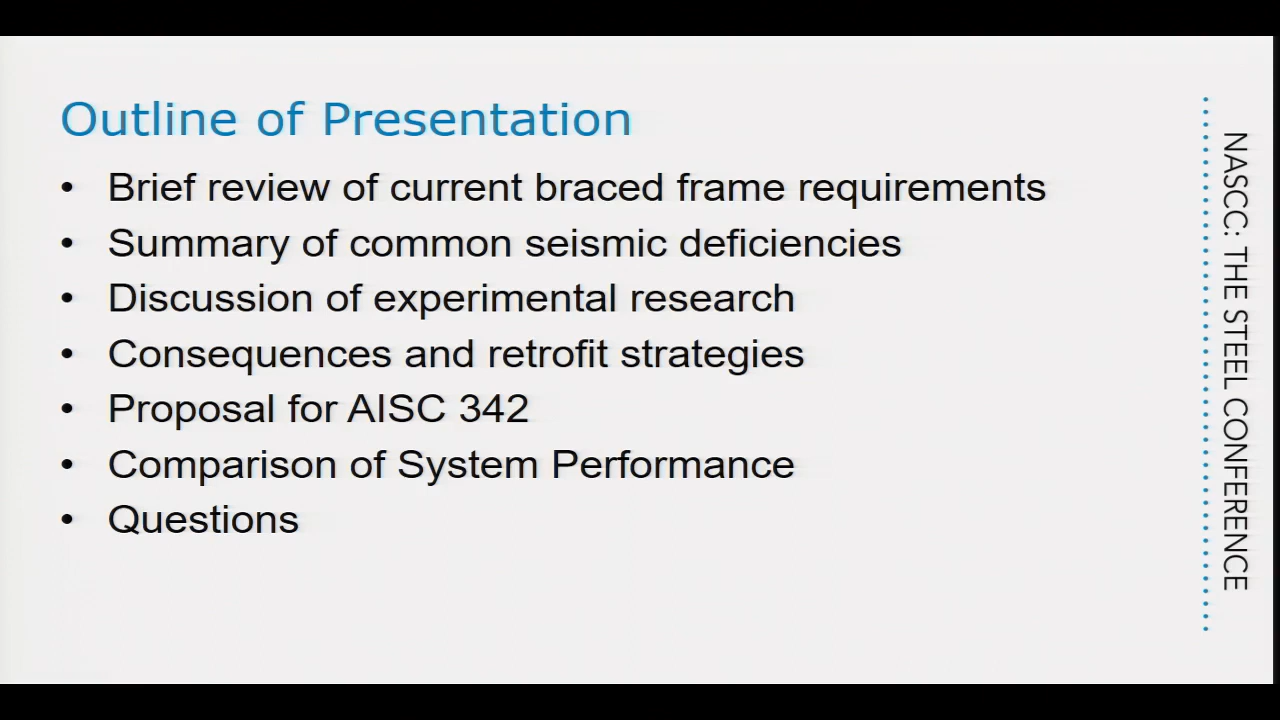 Outline of Presentation
• Brief review of current braced frame requirements
• Summary of common seismic deficiencies
• Discussion of experimental research
• Consequences and retrofit strategies
• Proposal for AISC 342
• Comparison of System Performance
• Questions
NASCC: THE STEEL CONFERENCE